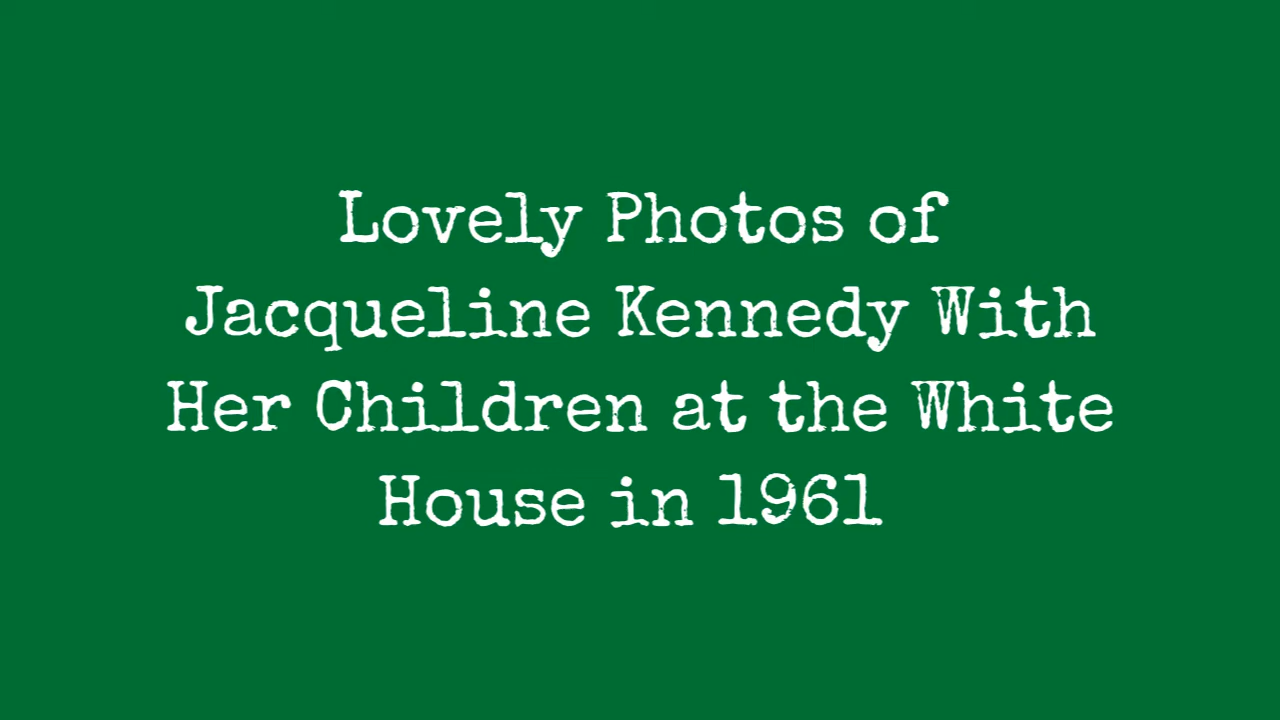 Lovely Photos of
Jacqueline Kennedy With
Her Children at the White
House in 1961